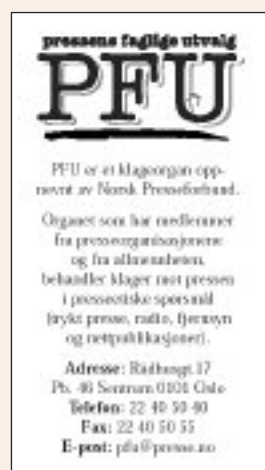 pressens faglige utvalg
PFU
PFU er et klageorgan opp-
nevnt av Norsk Presseforbund.
Organet som har medlemmer
fra presseorganisasjonene
og fra allmennheten,
behandler klager mot pressen
i presseetiske spørsmål
(trykt presse, radio, fjernsyn
og nettpublikasjoner).
Adresse: Rådhusgt 17
Pb. 46 Sentrum 0101 Oslo
Telefon: 22 40 50 40
Fax: 22 40 50 55
E-post: pfu@presse.no